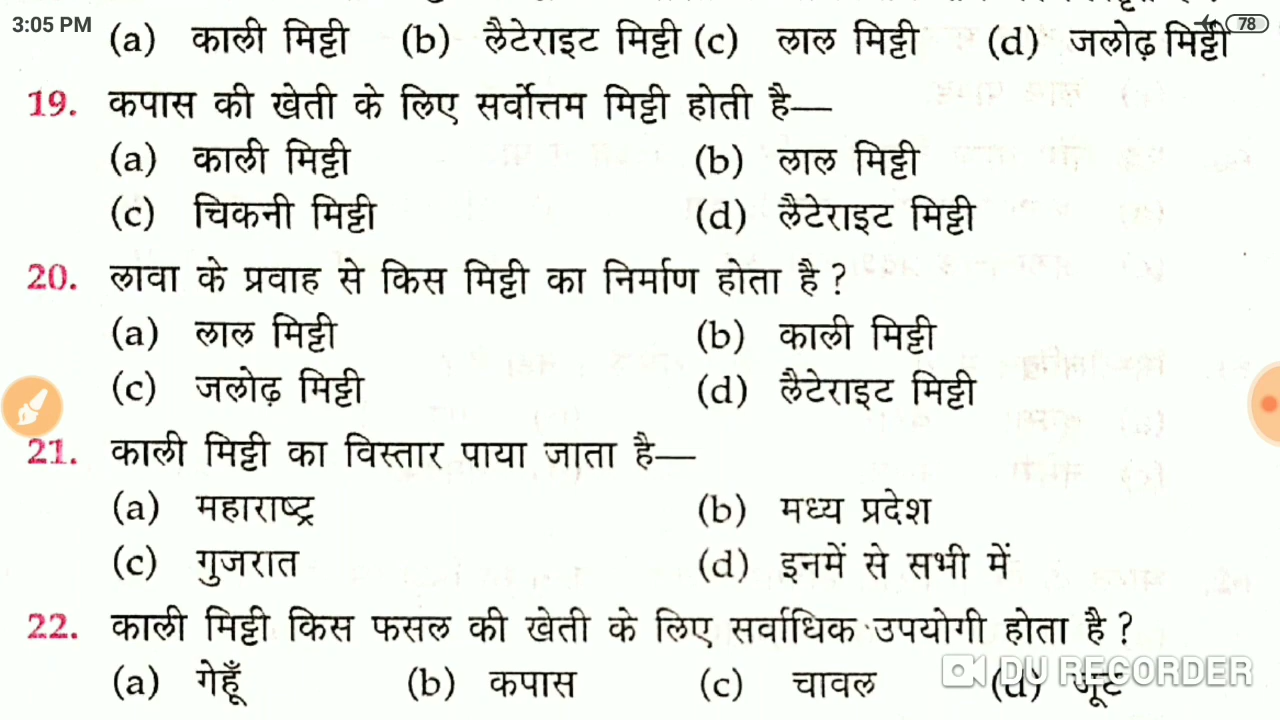 3:05 PM 78
(a) काली मिट्टी (b) लैटेराइट मिट्टी (c) लाल मिट्टी (d) जलोढ़ मिट्टी
19. कपास की खेती के लिए सर्वोत्तम मिट्टी होती है—
(a) काली मिट्टी (b) लाल मिट्टी
(c) चिकनी मिट्टी (d) लैटेराइट मिट्टी
20. लावा के प्रवाह से किस मिट्टी का निर्माण होता है ?
(a) लाल मिट्टी (b) काली मिट्टी
(c) जलोढ़ मिट्टी (d) लैटेराइट मिट्टी
21. काली मिट्टी का विस्तार पाया जाता है—
(a) महाराष्ट्र (b) मध्य प्रदेश
(c) गुजरात (d) इनमें से सभी में
22. काली मिट्टी किस फसल की खेती के लिए सर्वाधिक उपयोगी होता है ?
(a) गेहूँ (b) कपास (c) चावल (d) जूट
DU RECORDER